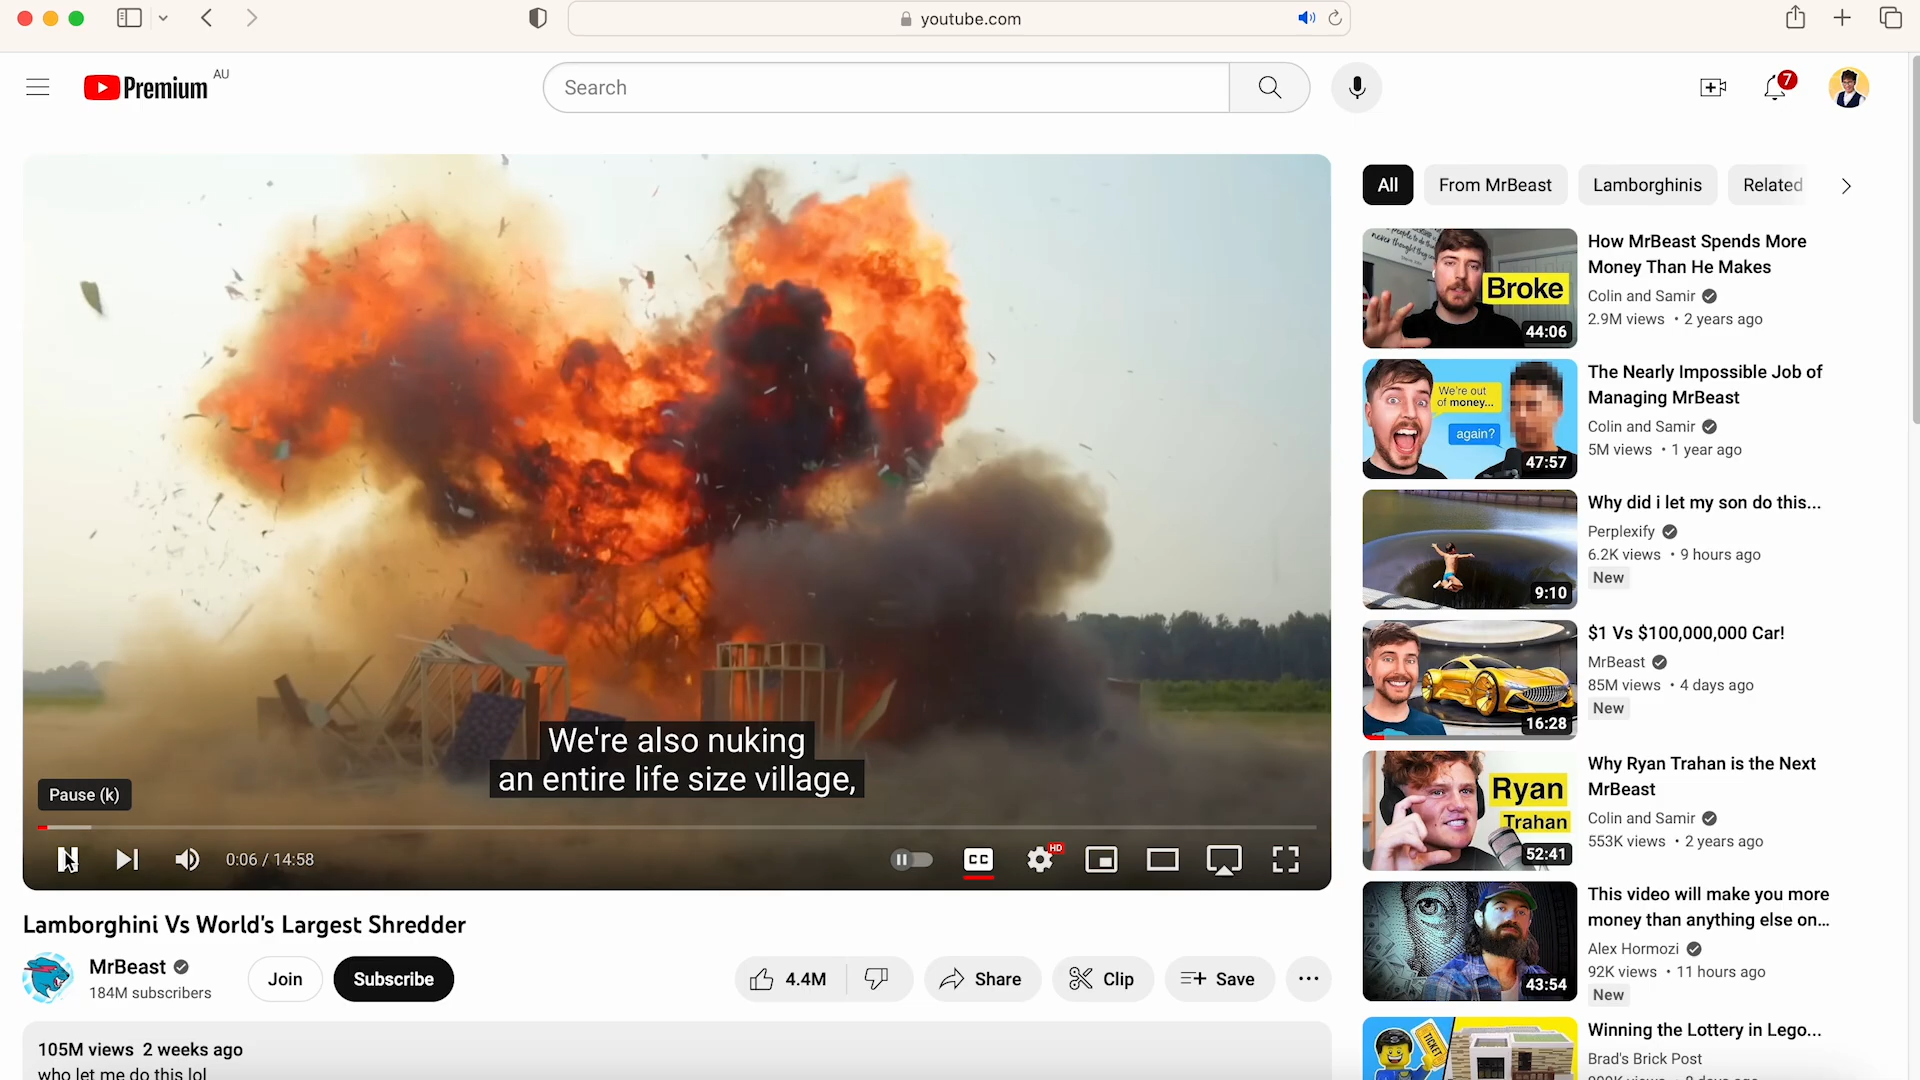 youtube.com
Premium
AU
Search
7
All
From MrBeast
Lamborghinis
Related
We're also nuking
an entire life size village,
Pause (k)
0:06 / 14:58
CC
HD
Lamborghini Vs World's Largest Shredder
MrBeast
184M subscribers
Join
Subscribe
4.4M
Share
Clip
Save
105M views 2 weeks ago
who let me do this lol
Broke
44:06
How MrBeast Spends More
Money Than He Makes
Colin and Samir
2.9M views • 2 years ago
We're out
of money...
again?
47:57
The Nearly Impossible Job of
Managing MrBeast
Colin and Samir
5M views • 1 year ago
9:10
Why did i let my son do this...
Perplexify
6.2K views • 9 hours ago
New
16:28
$1 Vs $100,000,000 Car!
MrBeast
85M views • 4 days ago
New
Ryan
Trahan
52:41
Why Ryan Trahan is the Next
MrBeast
Colin and Samir
553K views • 2 years ago
43:54
This video will make you more
money than anything else on...
Alex Hormozi
92K views • 11 hours ago
New
TICKET
Winning the Lottery in Lego...
Brad's Brick Post